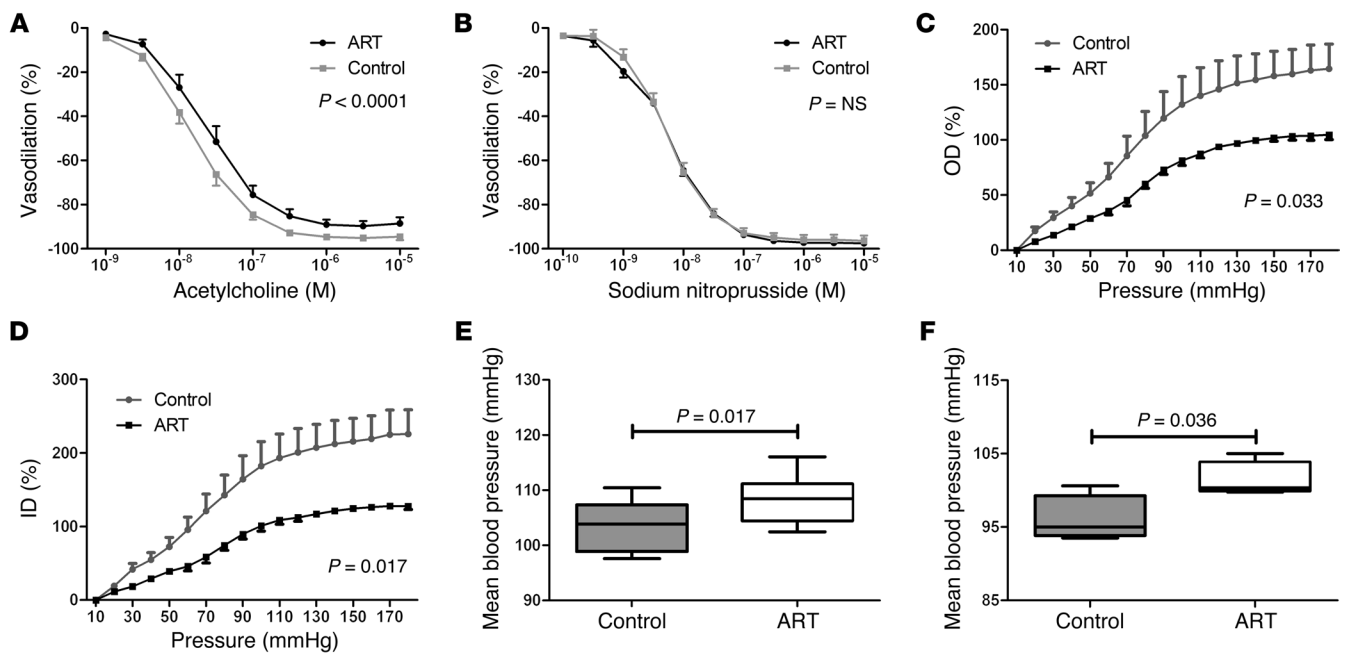 A
0
-20
-40
-60
-80
-100
Vasodilation (%)
ART
Control
P < 0.0001
10-9 10-8 10-7 10-6 10-5
Acetylcholine (M)
B
0
-20
-40
-60
-80
-100
Vasodilation (%)
ART
Control
P = NS
10-10 10-9 10-8 10-7 10-6 10-5
Sodium nitroprusside (M)
C
200
150
100
50
0
OD (%)
Control
ART
P = 0.033
10 30 50 70 90 110 130 150 170
Pressure (mmHg)
D
300
200
100
0
ID (%)
Control
ART
P = 0.017
10 30 50 70 90 110 130 150 170
Pressure (mmHg)
E
Mean blood pressure (mmHg)
130
120
110
100
90
P = 0.017
Control ART
F
Mean blood pressure (mmHg)
115
105
95
85
P = 0.036
Control ART